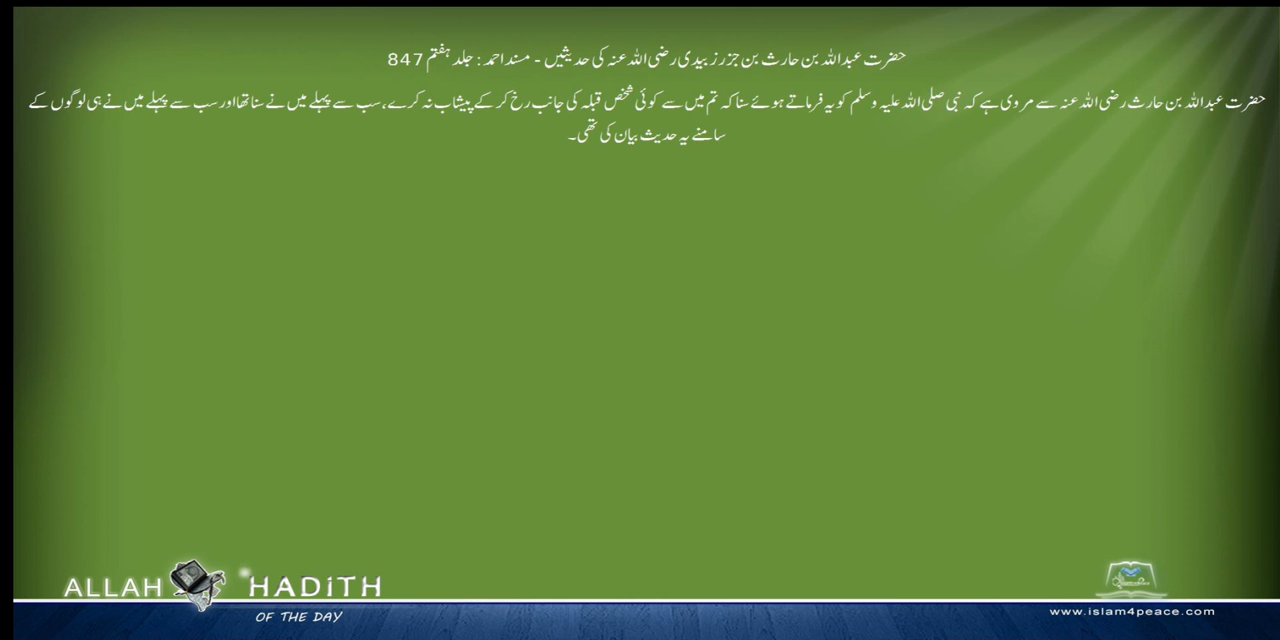 حضرت عبداللہ بن حارث بن جزر زبیدی رضی اللہ عنہ کی حدیثیں - مسند احمد : جلد ہفتم 847
حضرت عبداللہ بن حارث رضی اللہ عنہ سے مروی ہے کہ نبی صلی اللہ علیہ وسلم کو یہ فرماتے ہوئے سنا کہ تم میں سے کوئی شخص قبلہ کی جانب رخ کر کے پیشاب نہ کرے، سب سے پہلے میں نے سنا تھا اور سب سے پہلے میں نے ہی لوگوں کے
سامنے یہ حدیث بیان کی تھی۔
ALLAH HADITH
OF THE DAY
www.islam4peace.com